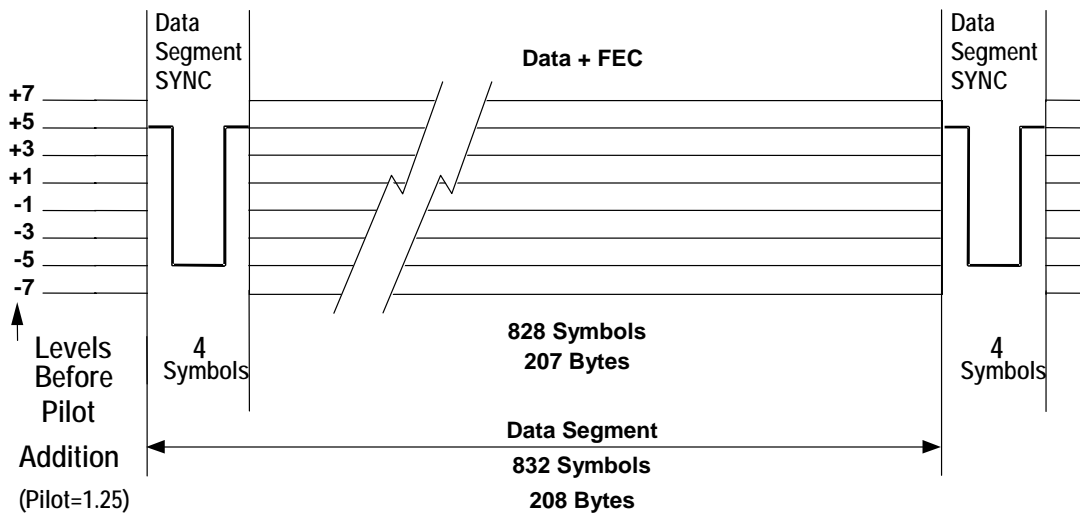 Data
Segment
SYNC
Data + FEC
Data
Segment
SYNC
+7
+5
+3
+1
-1
-3
-5
-7
Levels
Before
Pilot
Addition
(Pilot=1.25)
4
Symbols
828 Symbols
207 Bytes
4
Symbols
Data Segment
832 Symbols
208 Bytes